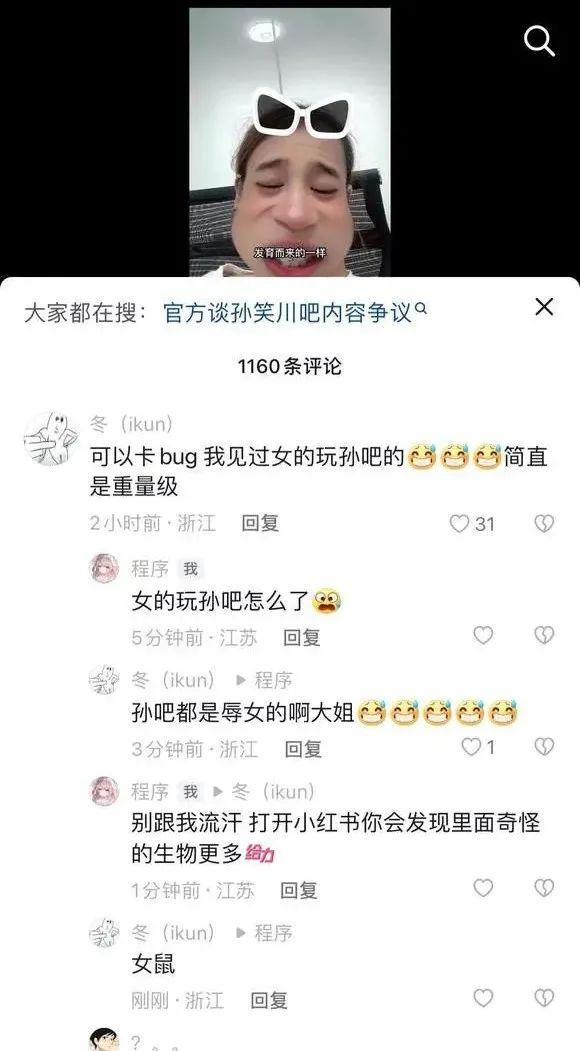 发育而来的一样
大家都在搜：官方谈孙笑川吧内容争议
1160条评论
冬（ikun）
可以卡bug 我见过女的玩孙吧的😅😅😅简直
是重量级
2小时前·浙江 回复 31
程序 我
女的玩孙吧怎么了😱
5分钟前·江苏 回复
冬（ikun） ▶ 程序
孙吧都是辱女的啊大姐😅😅😅😅😅
3分钟前·浙江 回复 1
程序 我 ▶ 冬（ikun）
别跟我流汗 打开小红书你会发现里面奇怪
的生物更多给力
1分钟前·江苏 回复
冬（ikun） ▶ 程序
女鼠
刚刚·浙江 回复